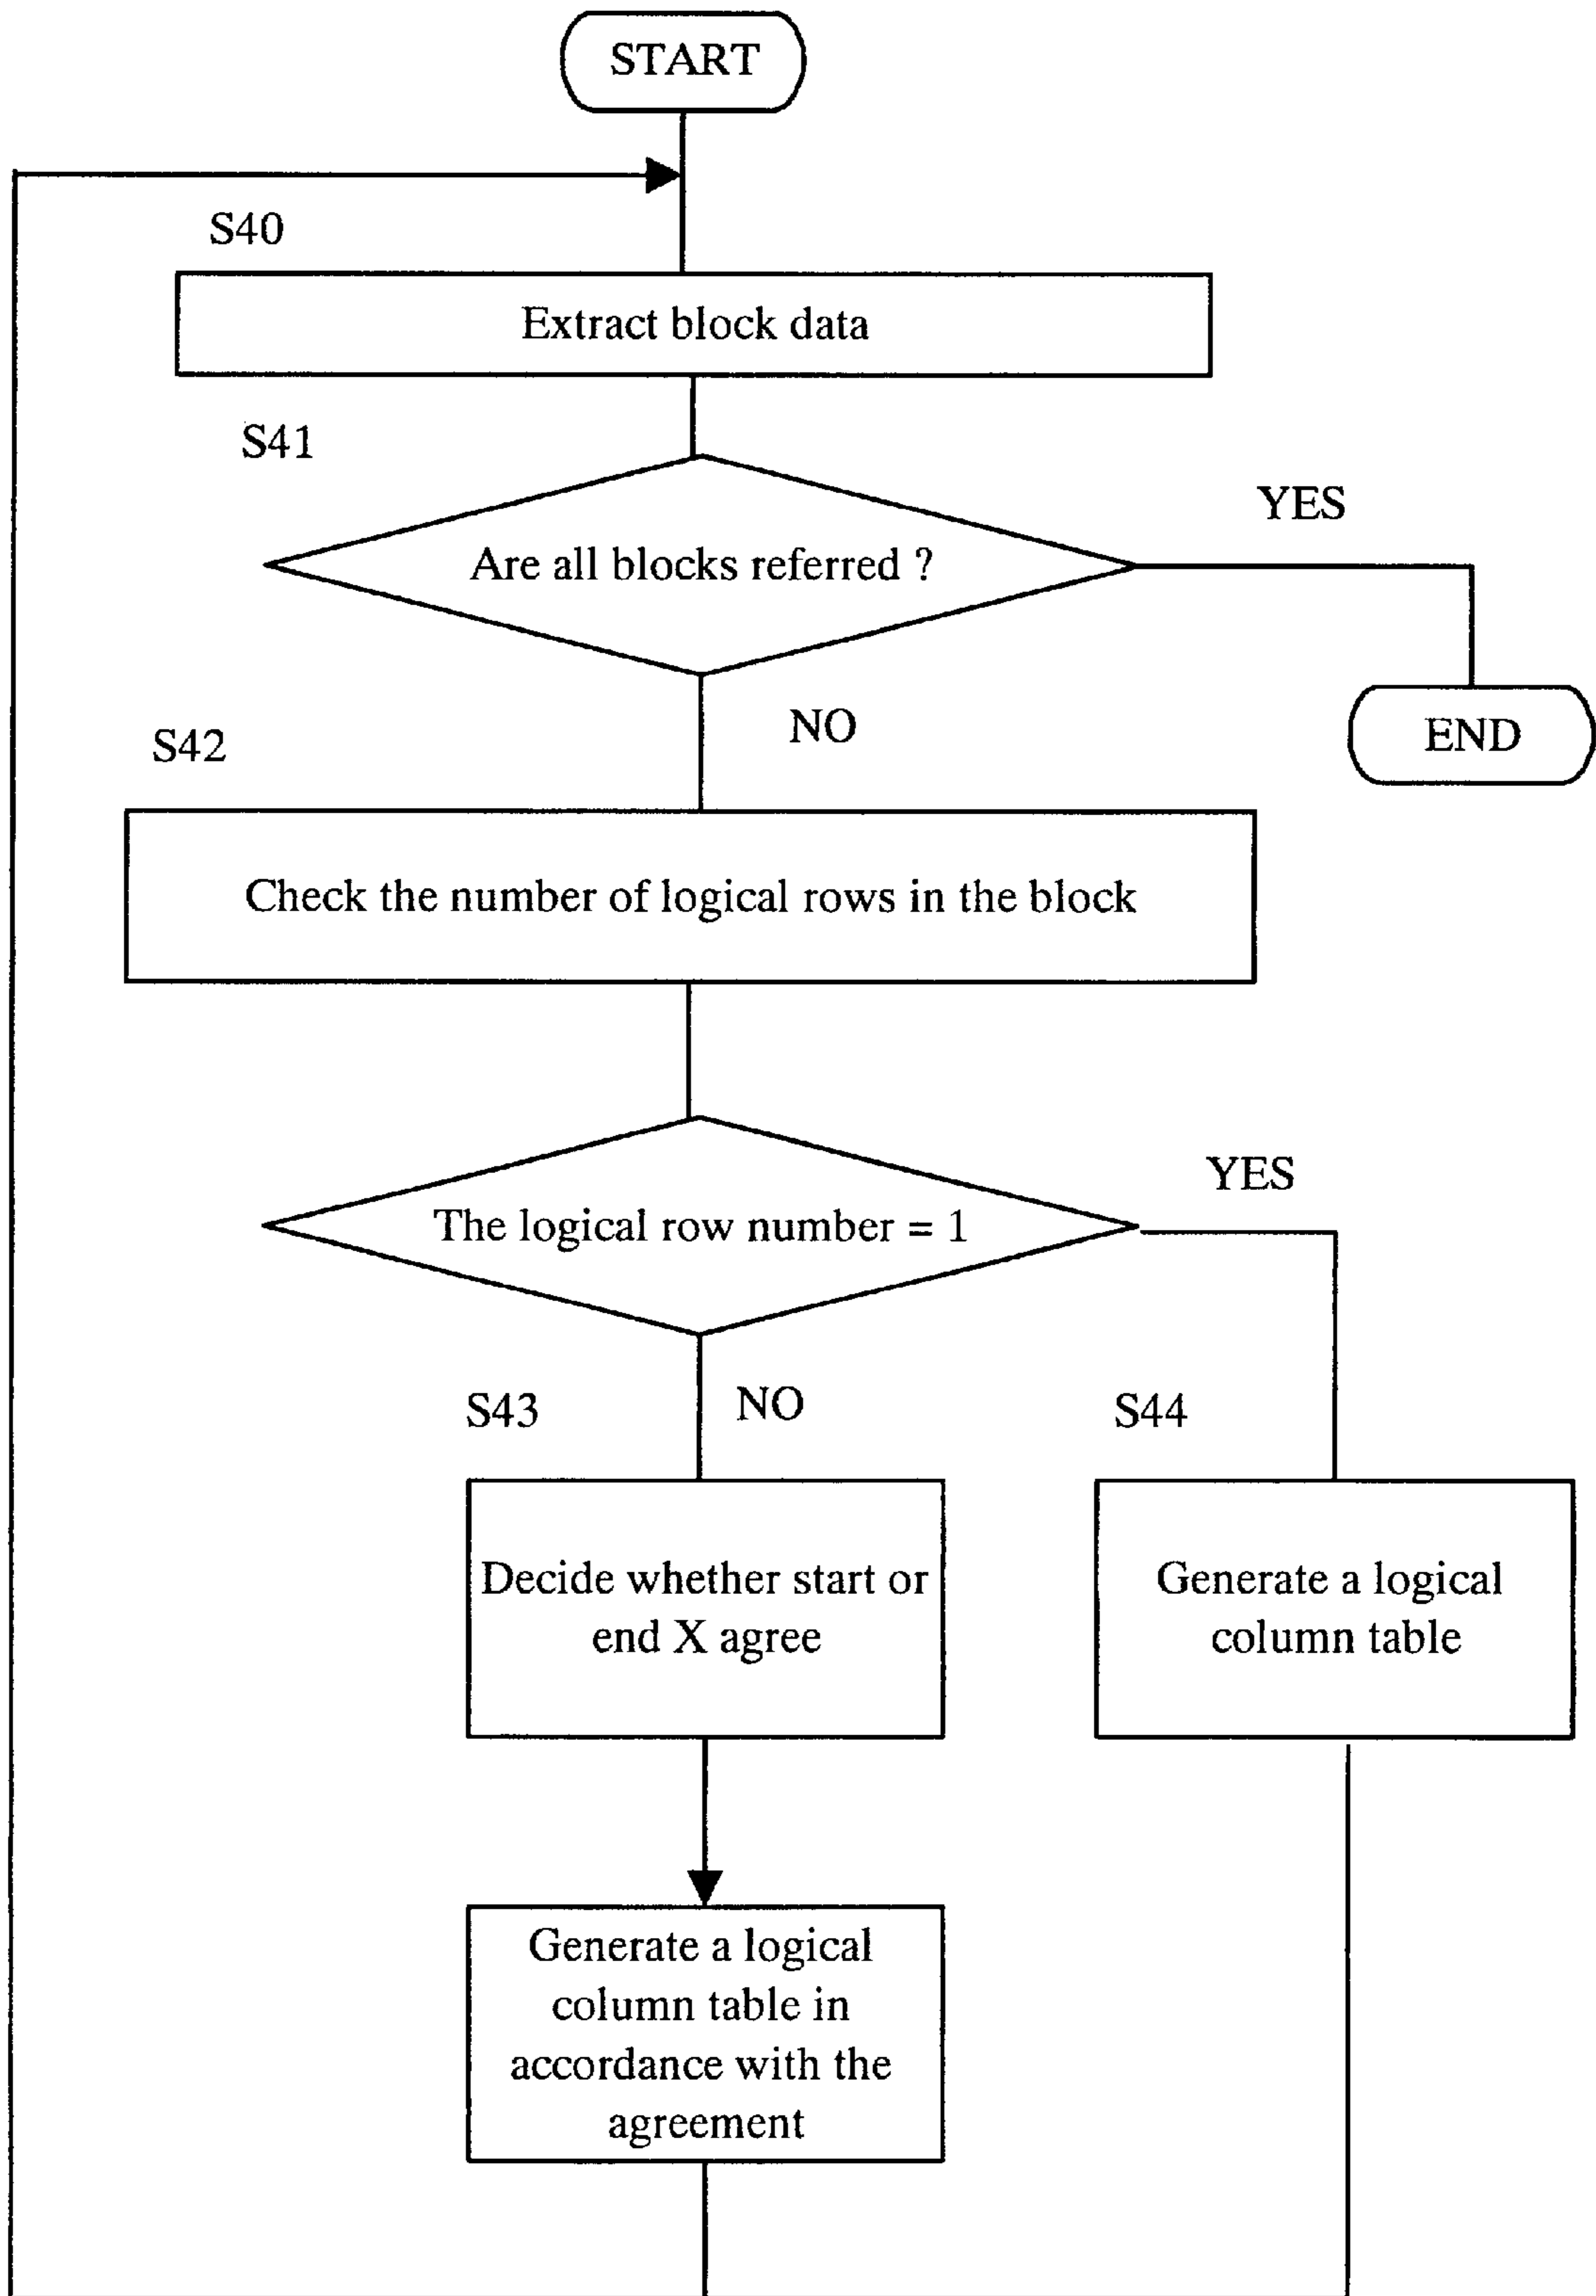 START
S40
Extract block data
S41
YES
Are all blocks referred ?
NO
END
S42
Check the number of logical rows in the block
YES
The logical row number = 1
S43
NO
S44
Decide whether start or
end X agree
Generate a logical
column table
Generate a logical
column table in
accordance with the
agreement